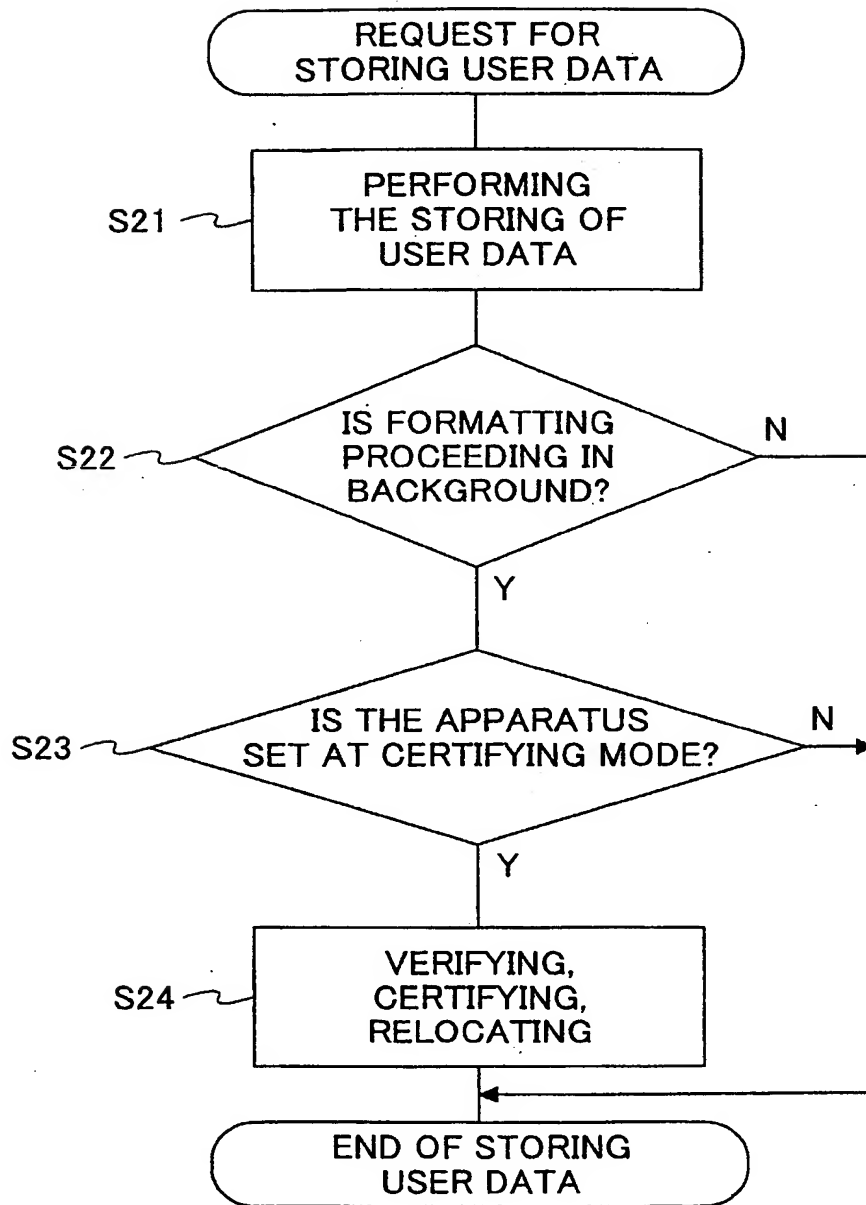 REQUEST FOR
STORING USER DATA
S21
PERFORMING
THE STORING OF
USER DATA
S22
IS FORMATTING
PROCEEDING IN
BACKGROUND?
N
Y
S23
IS THE APPARATUS
SET AT CERTIFYING MODE?
N
Y
S24
VERIFYING,
CERTIFYING,
RELOCATING
END OF STORING
USER DATA